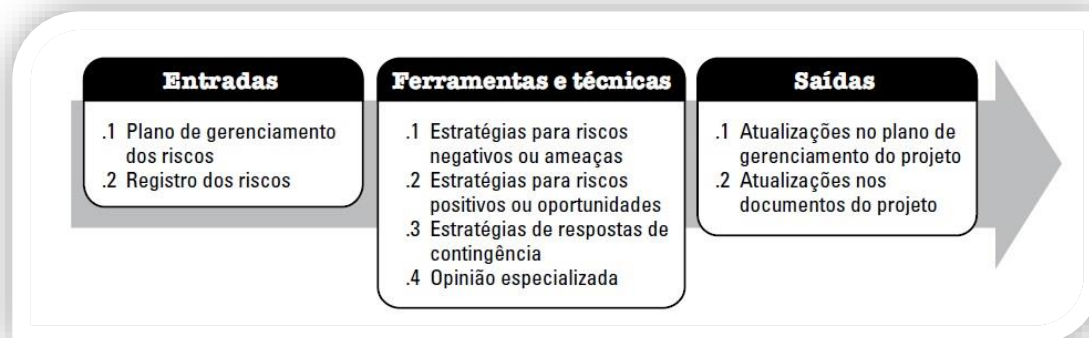 Entradas
.1 Plano de gerenciamento
dos riscos
.2 Registro dos riscos
Ferramentas e técnicas
.1 Estratégias para riscos
negativos ou ameaças
.2 Estratégias para riscos
positivos ou oportunidades
.3 Estratégias de respostas de
contingência
.4 Opinião especializada
Saídas
.1 Atualizações no plano de
gerenciamento do projeto
.2 Atualizações nos
documentos do projeto